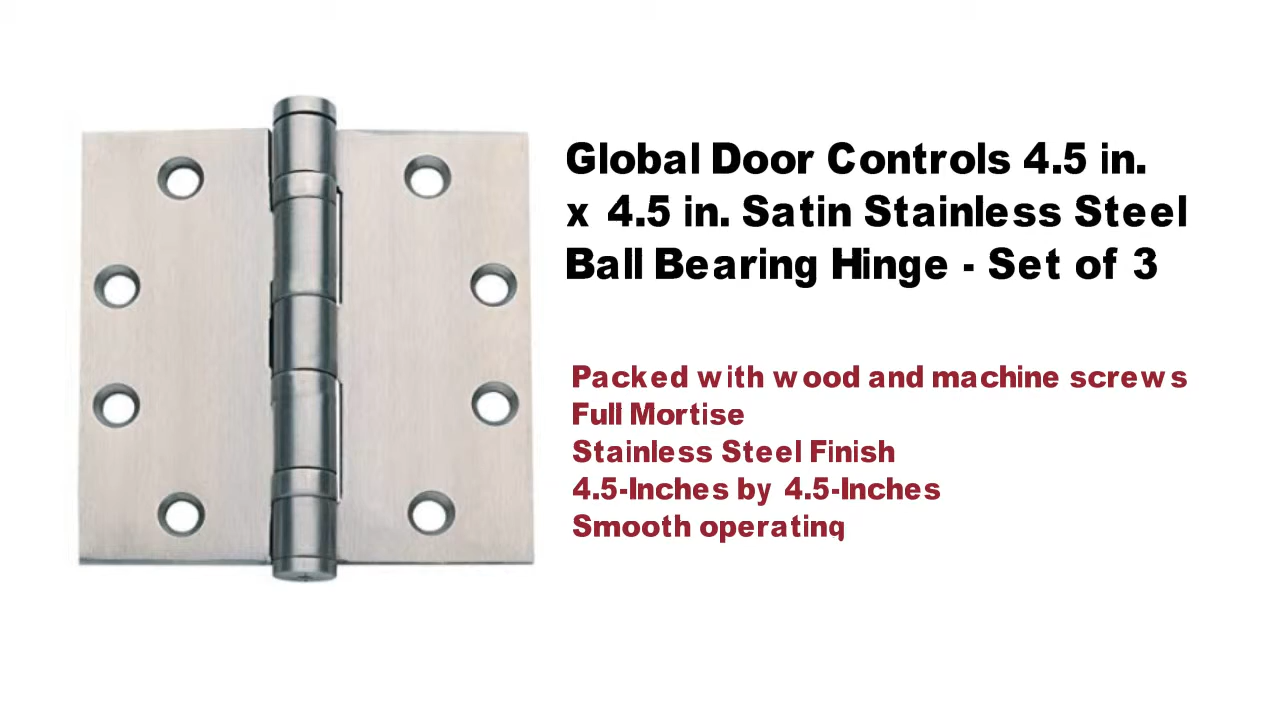 Global Door Controls 4.5 in.
x 4.5 in. Satin Stainless Steel
Ball Bearing Hinge - Set of 3
Packed with wood and machine screws
Full Mortise
Stainless Steel Finish
4.5-Inches by 4.5-Inches
Smooth operating